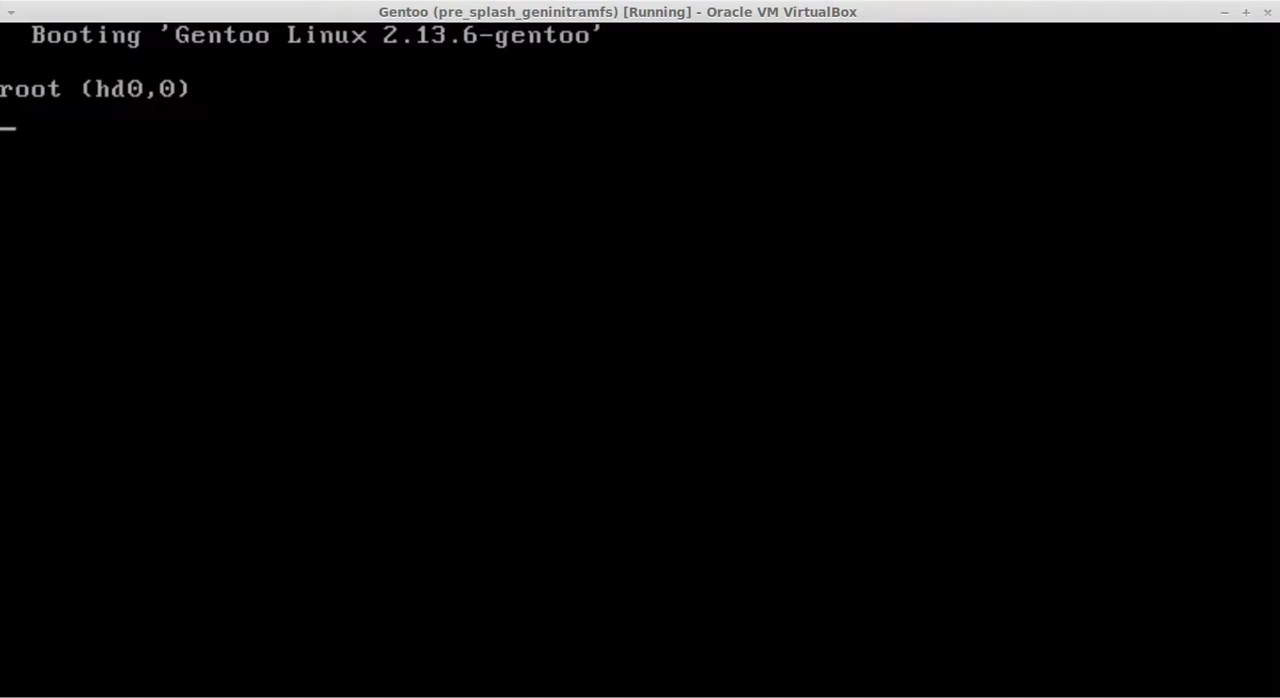 Gentoo (pre_splash_geninitramfs) [Running] - Oracle VM VirtualBox
Booting 'Gentoo Linux 2.13.6-gentoo'
root (hd0,0)
_